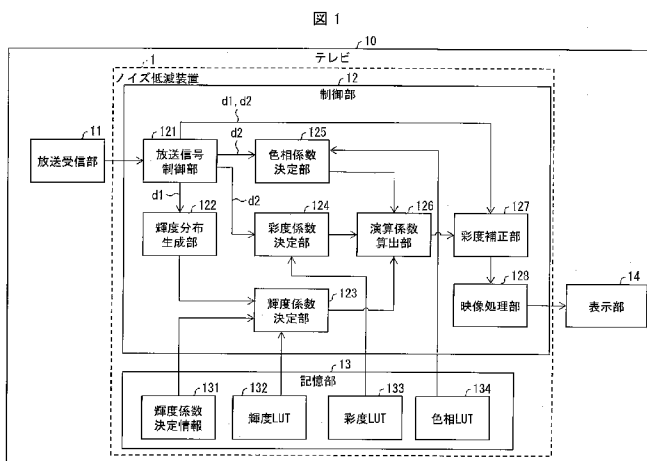 図 1
10
テレビ
1
ノイズ低減装置
12
制御部
d1, d2
11
放送受信部
121
放送信号
制御部
d2
125
色相係数
決定部
d1
d2
122
輝度分布
生成部
124
彩度係数
決定部
126
演算係数
算出部
127
彩度補正部
123
輝度係数
決定部
128
映像処理部
14
表示部
13
記憶部
131
輝度係数
決定情報
132
輝度LUT
133
彩度LUT
134
色相LUT